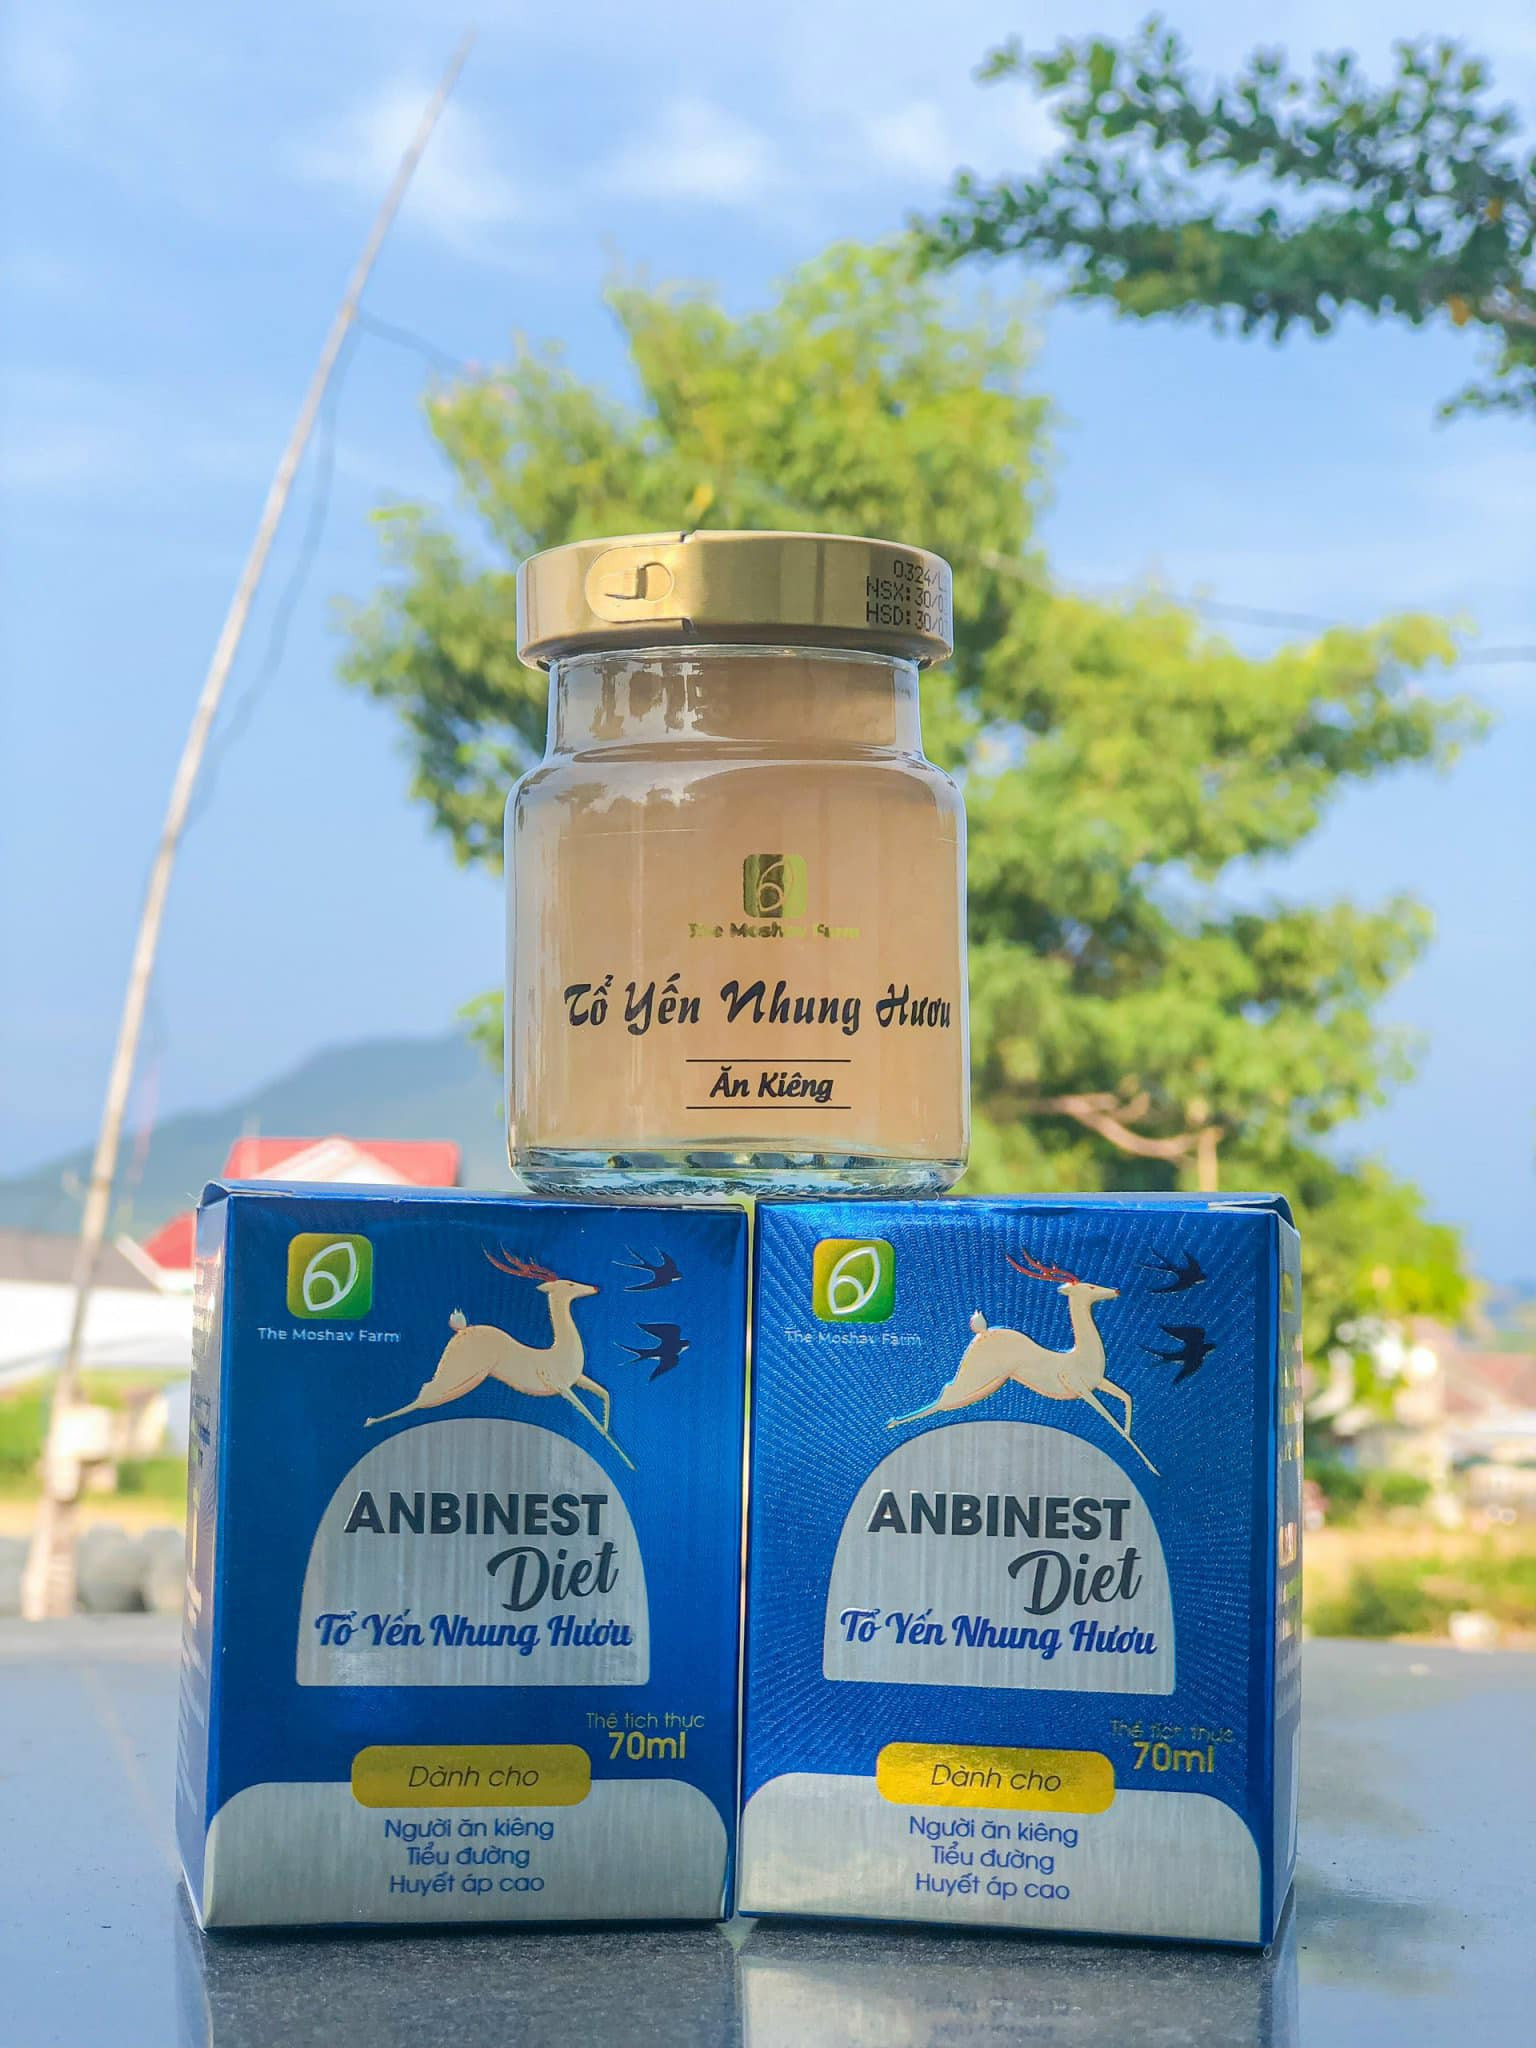 0324/L
NSX: 30/0
HSD: 30/0
The Moshav Farm
Tổ Yến Nhung Hươu
Ăn Kiêng
The Moshav Farm
ANBINEST
Diet
Tổ Yến Nhung Hươu
Thể tích thực
70ml
Dành cho
Người ăn kiêng
Tiểu đường
Huyết áp cao
The Moshav Farm
ANBINEST
Diet
Tổ Yến Nhung Hươu
Thể tích thực
70ml
Dành cho
Người ăn kiêng
Tiểu đường
Huyết áp cao